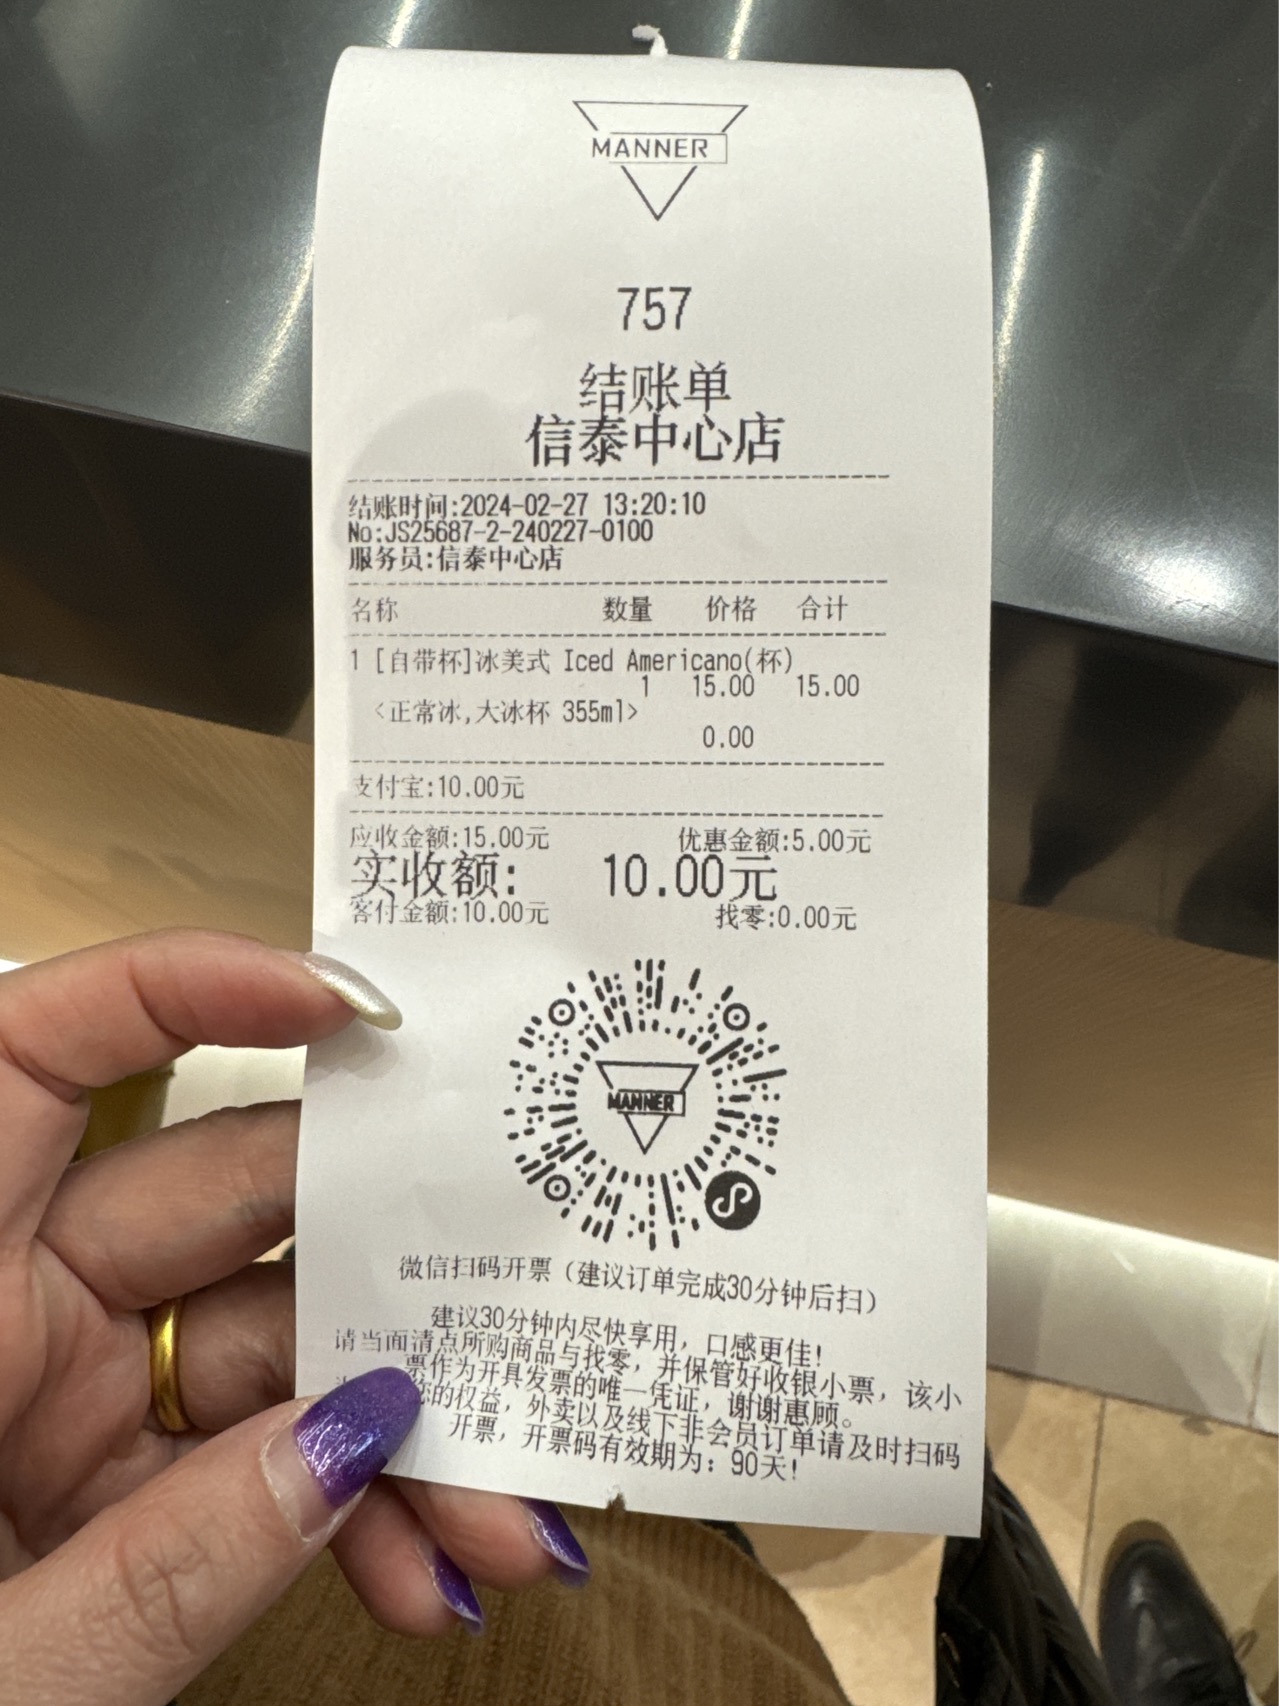 MANNER
757
结账单
信泰中心店
结账时间:2024-02-27 13:20:10
No:JS25687-2-240227-0100
服务员:信泰中心店
名称 数量 价格 合计
1 [自带杯]冰美式 Iced Americano(杯)
1 15.00 15.00
<正常冰,大冰杯 355ml>
0.00
支付宝:10.00元
应收金额:15.00元 优惠金额:5.00元
实收额: 10.00元
客付金额:10.00元 找零:0.00元
MANNER
微信扫码开票（建议订单完成30分钟后扫）
建议30分钟内尽快享用，口感更佳！
请当面清点所购商品与找零，并保管好收银小票，该小
票作为开具发票的唯一凭证，谢谢惠顾。
您的权益，外卖以及线下非会员订单请及时扫码
开票，开票码有效期为：90天！